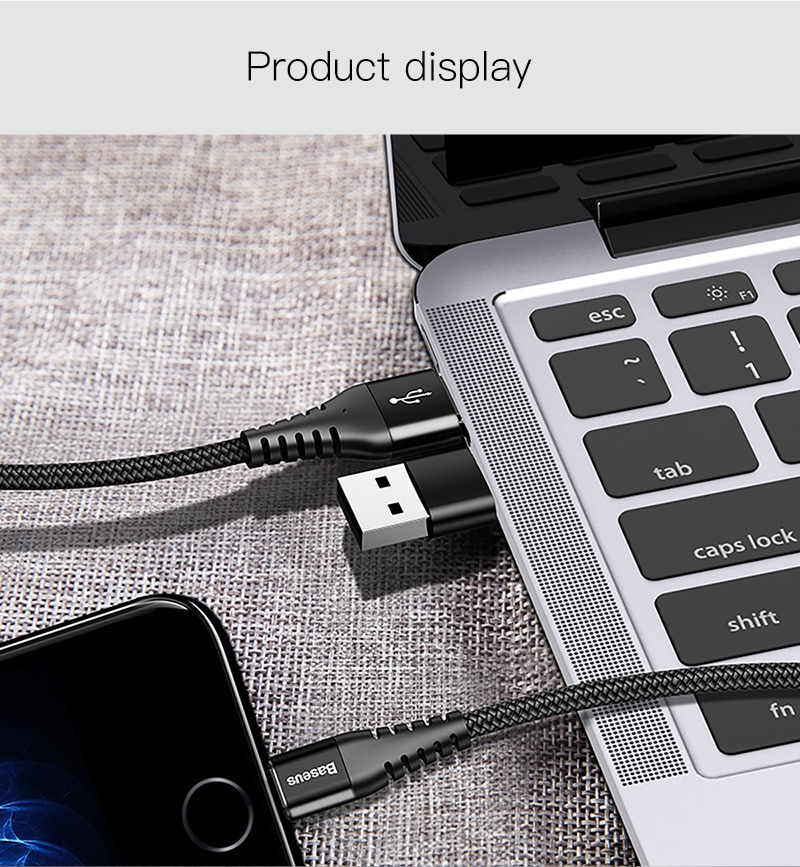 Product display
esc
F1
~
`
!
1
tab
caps lock
shift
fn
Baseus